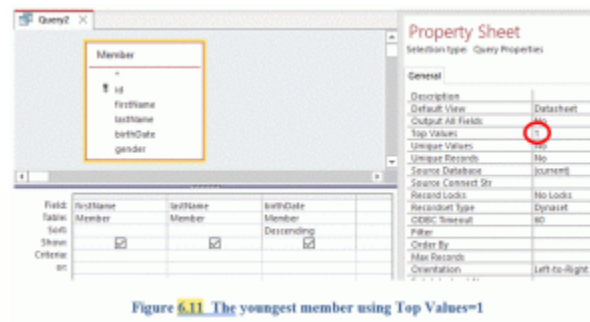 Query2
Member
*
id
firstName
lastName
birthDate
gender
Field: firstName lastName birthDate
Table: Member Member Member
Sort: Descending
Show:
Criteria:
or:
Property Sheet
Selection type: Query Properties
General
Description
Default View Datasheet
Output All Fields No
Top Values 1
Unique Values No
Unique Records No
Source Database (current)
Source Connect Str
Record Locks No Locks
Recordset Type Dynaset
ODBC Timeout 60
Filter
Order By
Max Records
Orientation Left-to-Right
Figure 6.11 The youngest member using Top Values=1